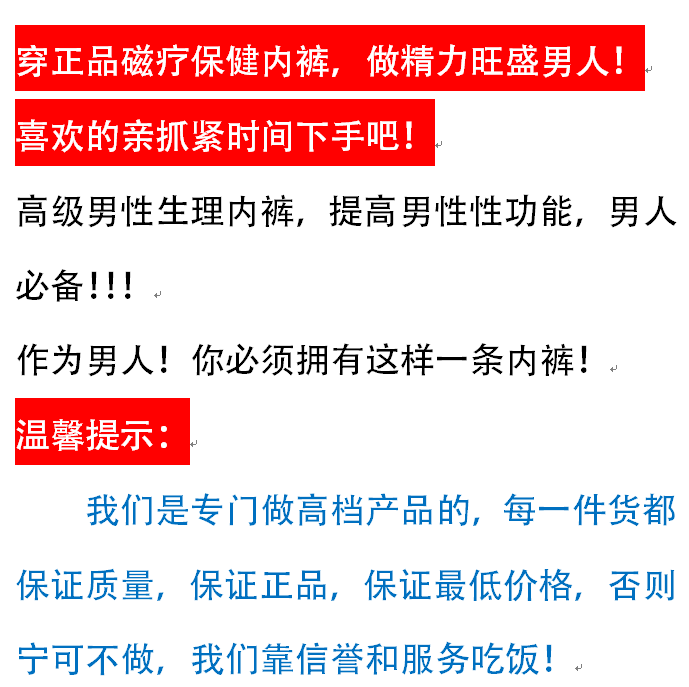 穿正品磁疗保健内裤，做精力旺盛男人！
喜欢的亲抓紧时间下手吧！
高级男性生理内裤，提高男性性功能，男人
必备!!!
作为男人！你必须拥有这样一条内裤！
温馨提示：
我们是专门做高档产品的，每一件货都
保证质量，保证正品，保证最低价格，否则
宁可不做，我们靠信誉和服务吃饭！